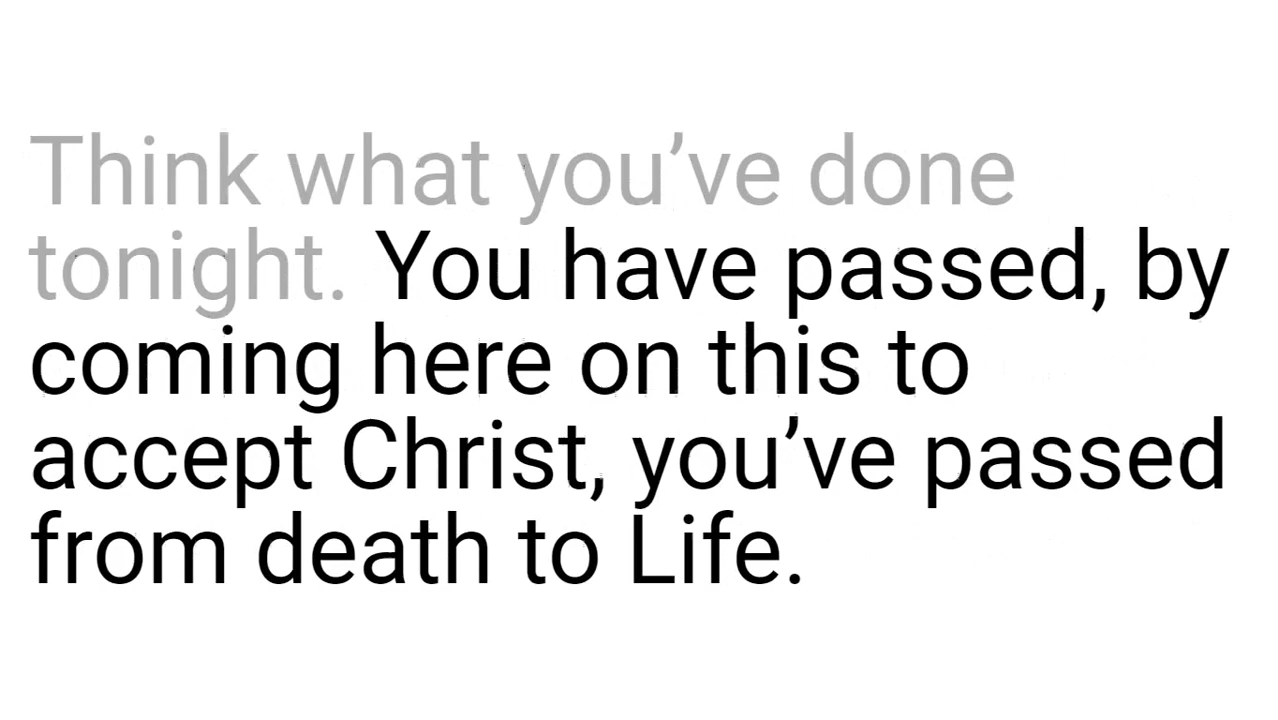 Think what you’ve done
tonight. You have passed, by
coming here on this to
accept Christ, you’ve passed
from death to Life.